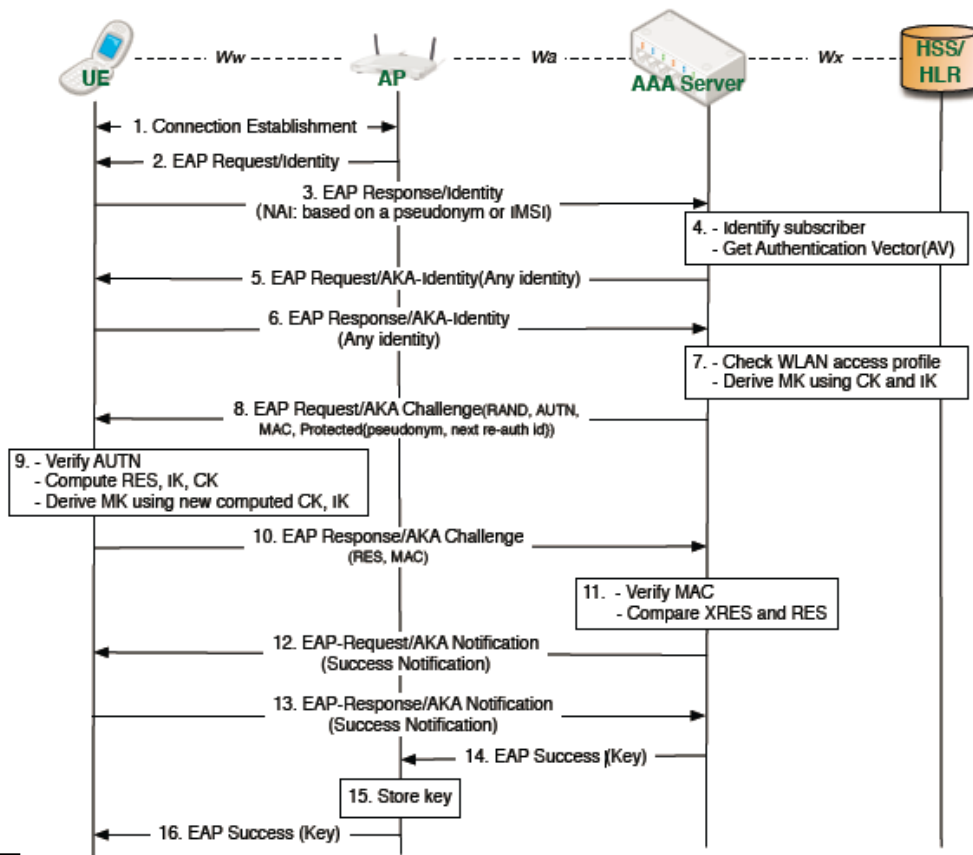 Ww
Wa
Wx
HSS/
HLR
UE
AP
AAA Server
1. Connection Establishment
2. EAP Request/Identity
3. EAP Response/Identity
(NAI: based on a pseudonym or IMSI)
4. - Identify subscriber
- Get Authentication Vector(AV)
5. EAP Request/AKA-Identity(Any identity)
6. EAP Response/AKA-Identity
(Any identity)
7. - Check WLAN access profile
- Derive MK using CK and IK
8. EAP Request/AKA Challenge(RAND, AUTN,
MAC, Protected(pseudonym, next re-auth id))
9. - Verify AUTN
- Compute RES, IK, CK
- Derive MK using new computed CK, IK
10. EAP Response/AKA Challenge
(RES, MAC)
11. - Verify MAC
- Compare XRES and RES
12. EAP-Request/AKA Notification
(Success Notification)
13. EAP-Response/AKA Notification
(Success Notification)
14. EAP Success (Key)
15. Store key
16. EAP Success (Key)